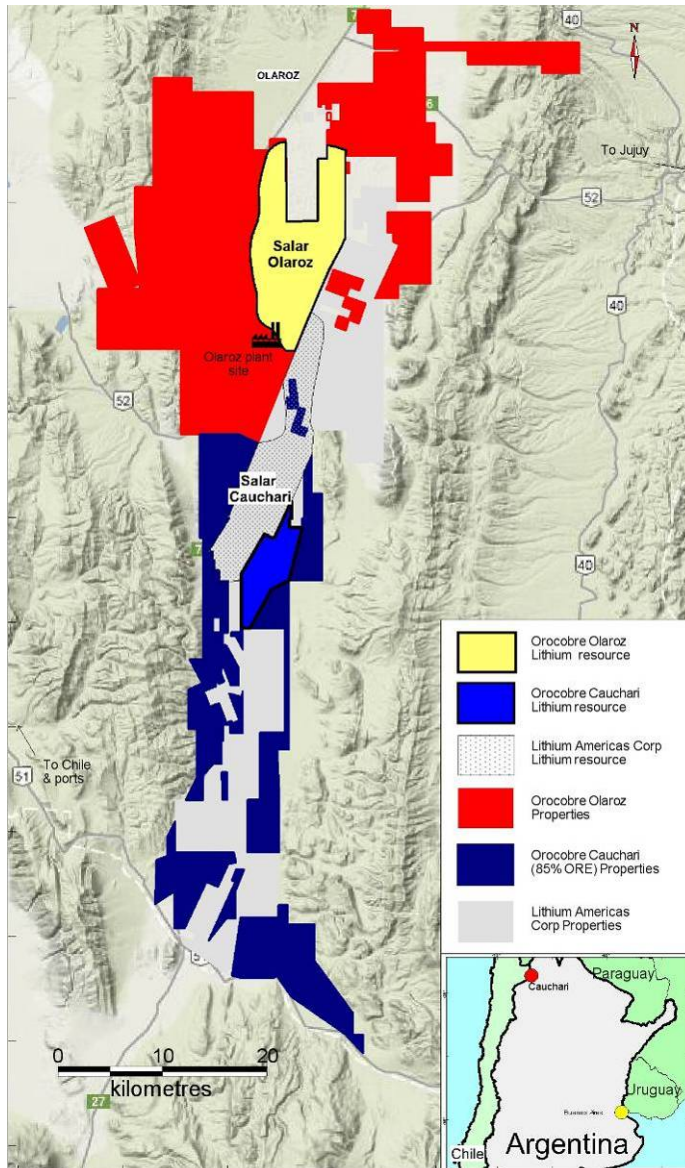 40
N
OLAROZ
To Jujuy
52
Salar
Olaroz
Olaroz plant
site
52
Salar
Cauchari
40
To Chile
& ports
51
0 10 20
kilometres
27
Orocobre Olaroz
Lithium resource
Orocobre Cauchari
Lithium resource
Lithium Americas Corp
Lithium resource
Orocobre Olaroz
Properties
Orocobre Cauchari
(85% ORE) Properties
Lithium Americas
Corp Properties
Paraguay
Cauchari
Uruguay
Buenos Aires
Chile
Argentina